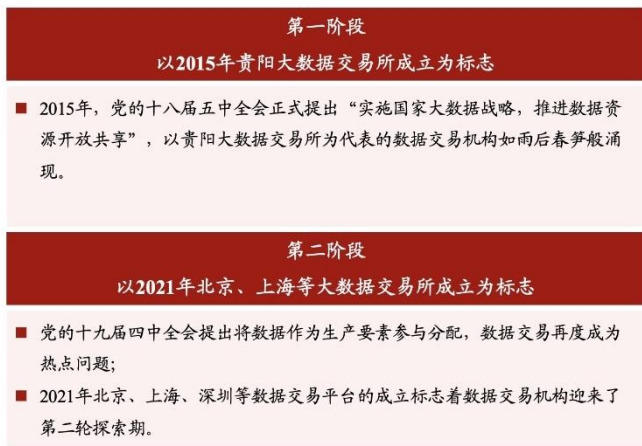 第一阶段
以2015年贵阳大数据交易所成立为标志
■ 2015年，党的十八届五中全会正式提出“实施国家大数据战略，推进数据资
源开放共享”，以贵阳大数据交易所为代表的数据交易机构如雨后春笋般涌
现。
第二阶段
以2021年北京、上海等大数据交易所成立为标志
■ 党的十九届四中全会提出将数据作为生产要素参与分配，数据交易再度成为
热点问题；
■ 2021年北京、上海、深圳等数据交易平台的成立标志着数据交易机构迎来了
第二轮探索期。